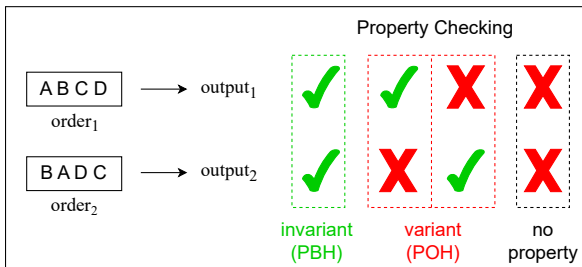 Property Checking
A B C D
output1
order1
B A D C
output2
order2
invariant
(PBH)
variant
(POH)
no
property